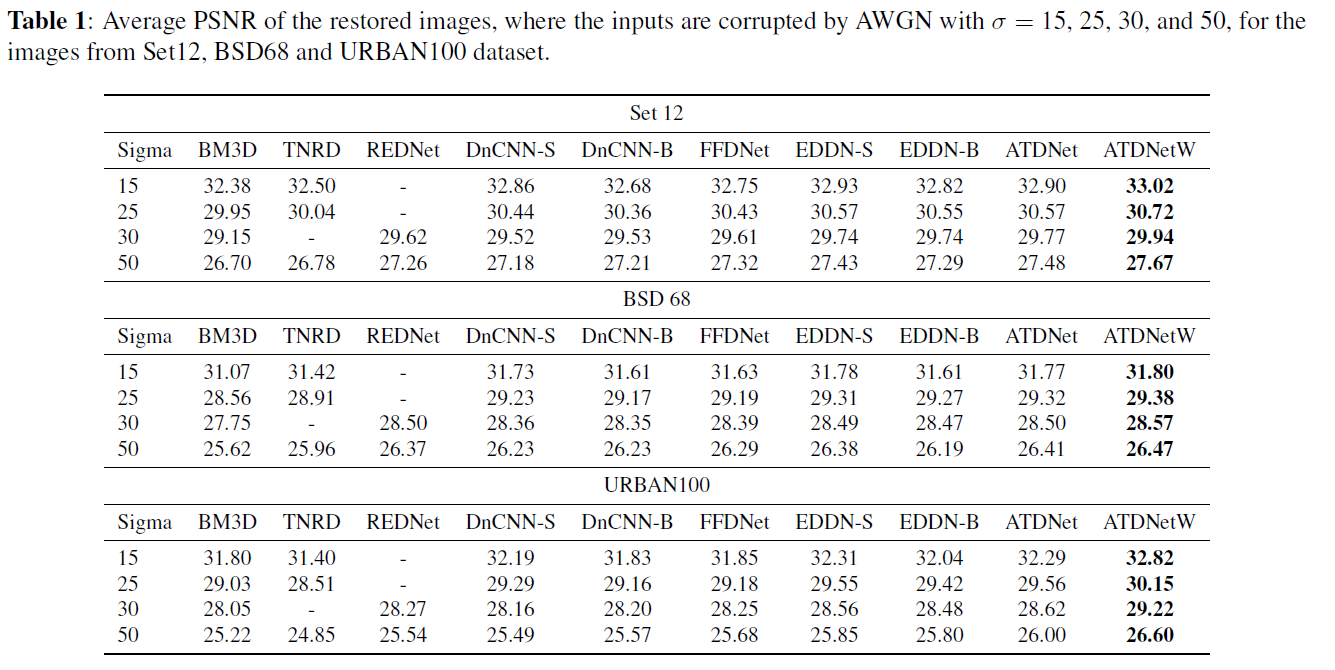 Table 1: Average PSNR of the restored images, where the inputs are corrupted by AWGN with σ = 15, 25, 30, and 50, for the
images from Set12, BSD68 and URBAN100 dataset.
Set 12
Sigma BM3D TNRD REDNet DnCNN-S DnCNN-B FFDNet EDDN-S EDDN-B ATDNet ATDNetW
15 32.38 32.50 - 32.86 32.68 32.75 32.93 32.82 32.90 33.02
25 29.95 30.04 - 30.44 30.36 30.43 30.57 30.55 30.57 30.72
30 29.15 - 29.62 29.52 29.53 29.61 29.74 29.74 29.77 29.94
50 26.70 26.78 27.26 27.18 27.21 27.32 27.43 27.29 27.48 27.67
BSD 68
Sigma BM3D TNRD REDNet DnCNN-S DnCNN-B FFDNet EDDN-S EDDN-B ATDNet ATDNetW
15 31.07 31.42 - 31.73 31.61 31.63 31.78 31.61 31.77 31.80
25 28.56 28.91 - 29.23 29.17 29.19 29.31 29.27 29.32 29.38
30 27.75 - 28.50 28.36 28.35 28.39 28.49 28.47 28.50 28.57
50 25.62 25.96 26.37 26.23 26.23 26.29 26.38 26.19 26.41 26.47
URBAN100
Sigma BM3D TNRD REDNet DnCNN-S DnCNN-B FFDNet EDDN-S EDDN-B ATDNet ATDNetW
15 31.80 31.40 - 32.19 31.83 31.85 32.31 32.04 32.29 32.82
25 29.03 28.51 - 29.29 29.16 29.18 29.55 29.42 29.56 30.15
30 28.05 - 28.27 28.16 28.20 28.25 28.56 28.48 28.62 29.22
50 25.22 24.85 25.54 25.49 25.57 25.68 25.85 25.80 26.00 26.60